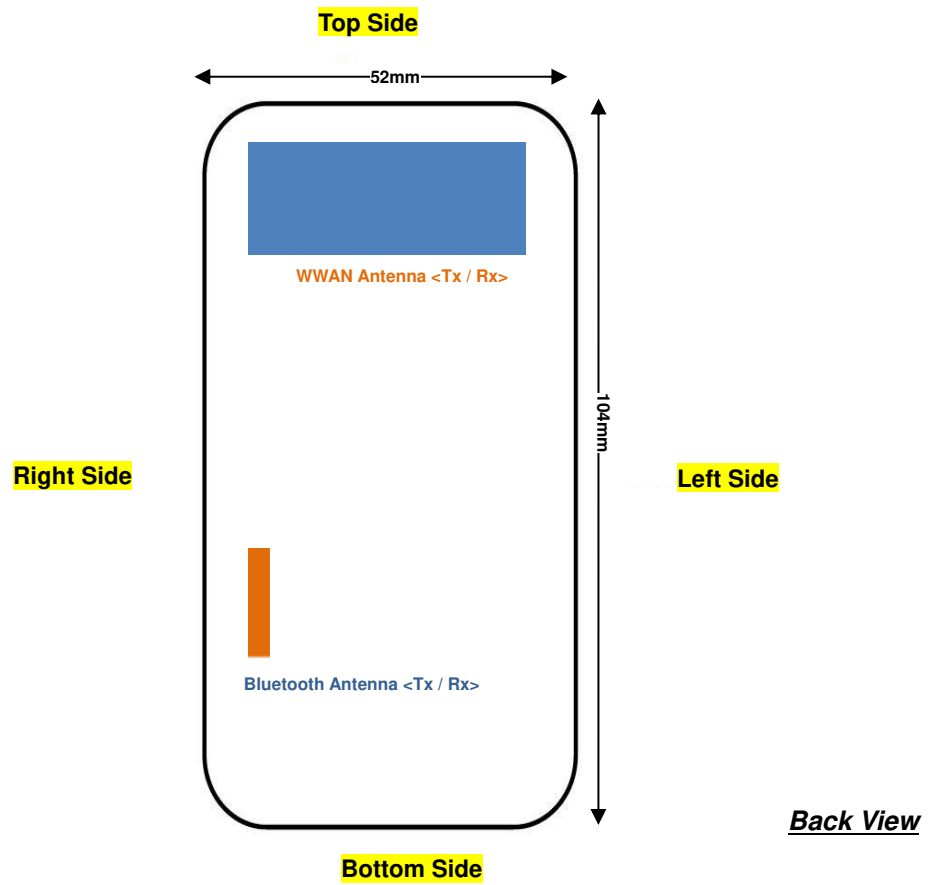 Top Side
52mm
WWAN Antenna <Tx / Rx>
104mm
Right Side
Left Side
Bluetooth Antenna <Tx / Rx>
Back View
Bottom Side